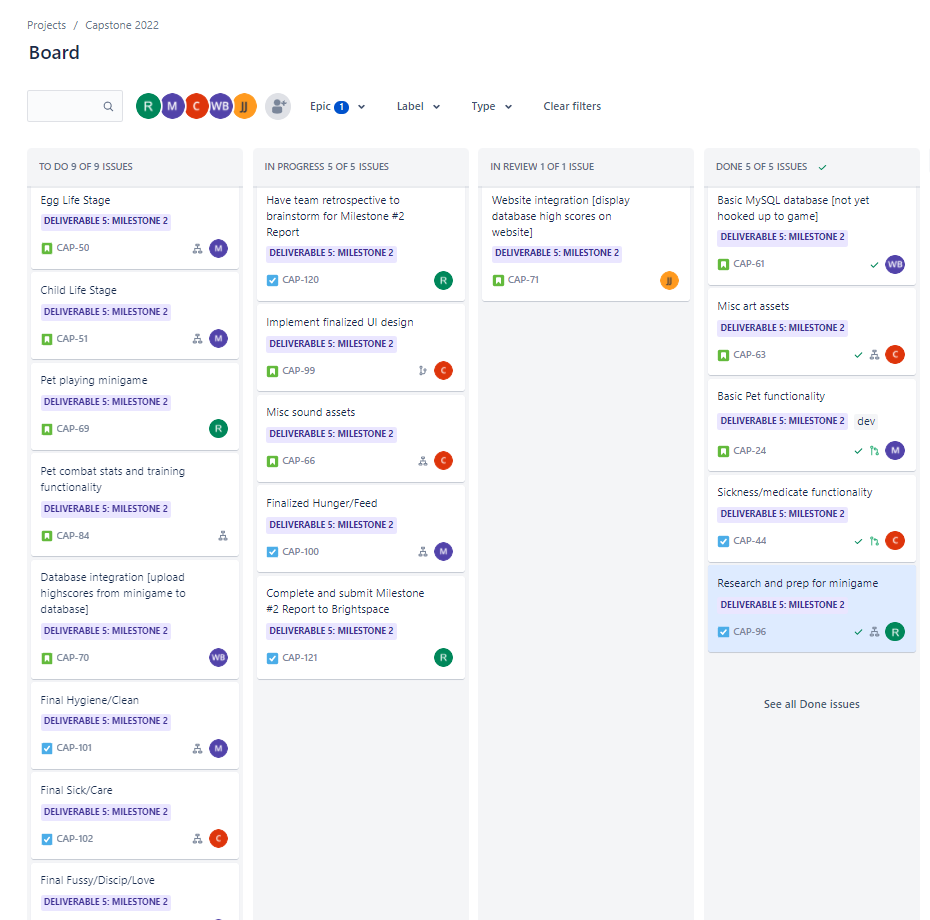 Projects / Capstone 2022
Board
R M C WB JJ Epic 1 Label Type Clear filters
TO DO 9 OF 9 ISSUES
Egg Life Stage
DELIVERABLE 5: MILESTONE 2
CAP-50 M
Child Life Stage
DELIVERABLE 5: MILESTONE 2
CAP-51 M
Pet playing minigame
DELIVERABLE 5: MILESTONE 2
CAP-69 R
Pet combat stats and training
functionality
DELIVERABLE 5: MILESTONE 2
CAP-84
Database integration [upload
highscores from minigame to
database]
DELIVERABLE 5: MILESTONE 2
CAP-70 WB
Final Hygiene/Clean
DELIVERABLE 5: MILESTONE 2
CAP-101 M
Final Sick/Care
DELIVERABLE 5: MILESTONE 2
CAP-102 C
Final Fussy/Discip/Love
DELIVERABLE 5: MILESTONE 2
IN PROGRESS 5 OF 5 ISSUES
Have team retrospective to
brainstorm for Milestone #2
Report
DELIVERABLE 5: MILESTONE 2
CAP-120 R
Implement finalized UI design
DELIVERABLE 5: MILESTONE 2
CAP-99 C
Misc sound assets
DELIVERABLE 5: MILESTONE 2
CAP-66 C
Finalized Hunger/Feed
DELIVERABLE 5: MILESTONE 2
CAP-100 M
Complete and submit Milestone
#2 Report to Brightspace
DELIVERABLE 5: MILESTONE 2
CAP-121 R
IN REVIEW 1 OF 1 ISSUE
Website integration [display
database high scores on
website]
DELIVERABLE 5: MILESTONE 2
CAP-71 JJ
DONE 5 OF 5 ISSUES
Basic MySQL database [not yet
hooked up to game]
DELIVERABLE 5: MILESTONE 2
CAP-61 WB
Misc art assets
DELIVERABLE 5: MILESTONE 2
CAP-63 C
Basic Pet functionality
DELIVERABLE 5: MILESTONE 2 dev
CAP-24 M
Sickness/medicate functionality
DELIVERABLE 5: MILESTONE 2
CAP-44 C
Research and prep for minigame
DELIVERABLE 5: MILESTONE 2
CAP-96 R
See all Done issues